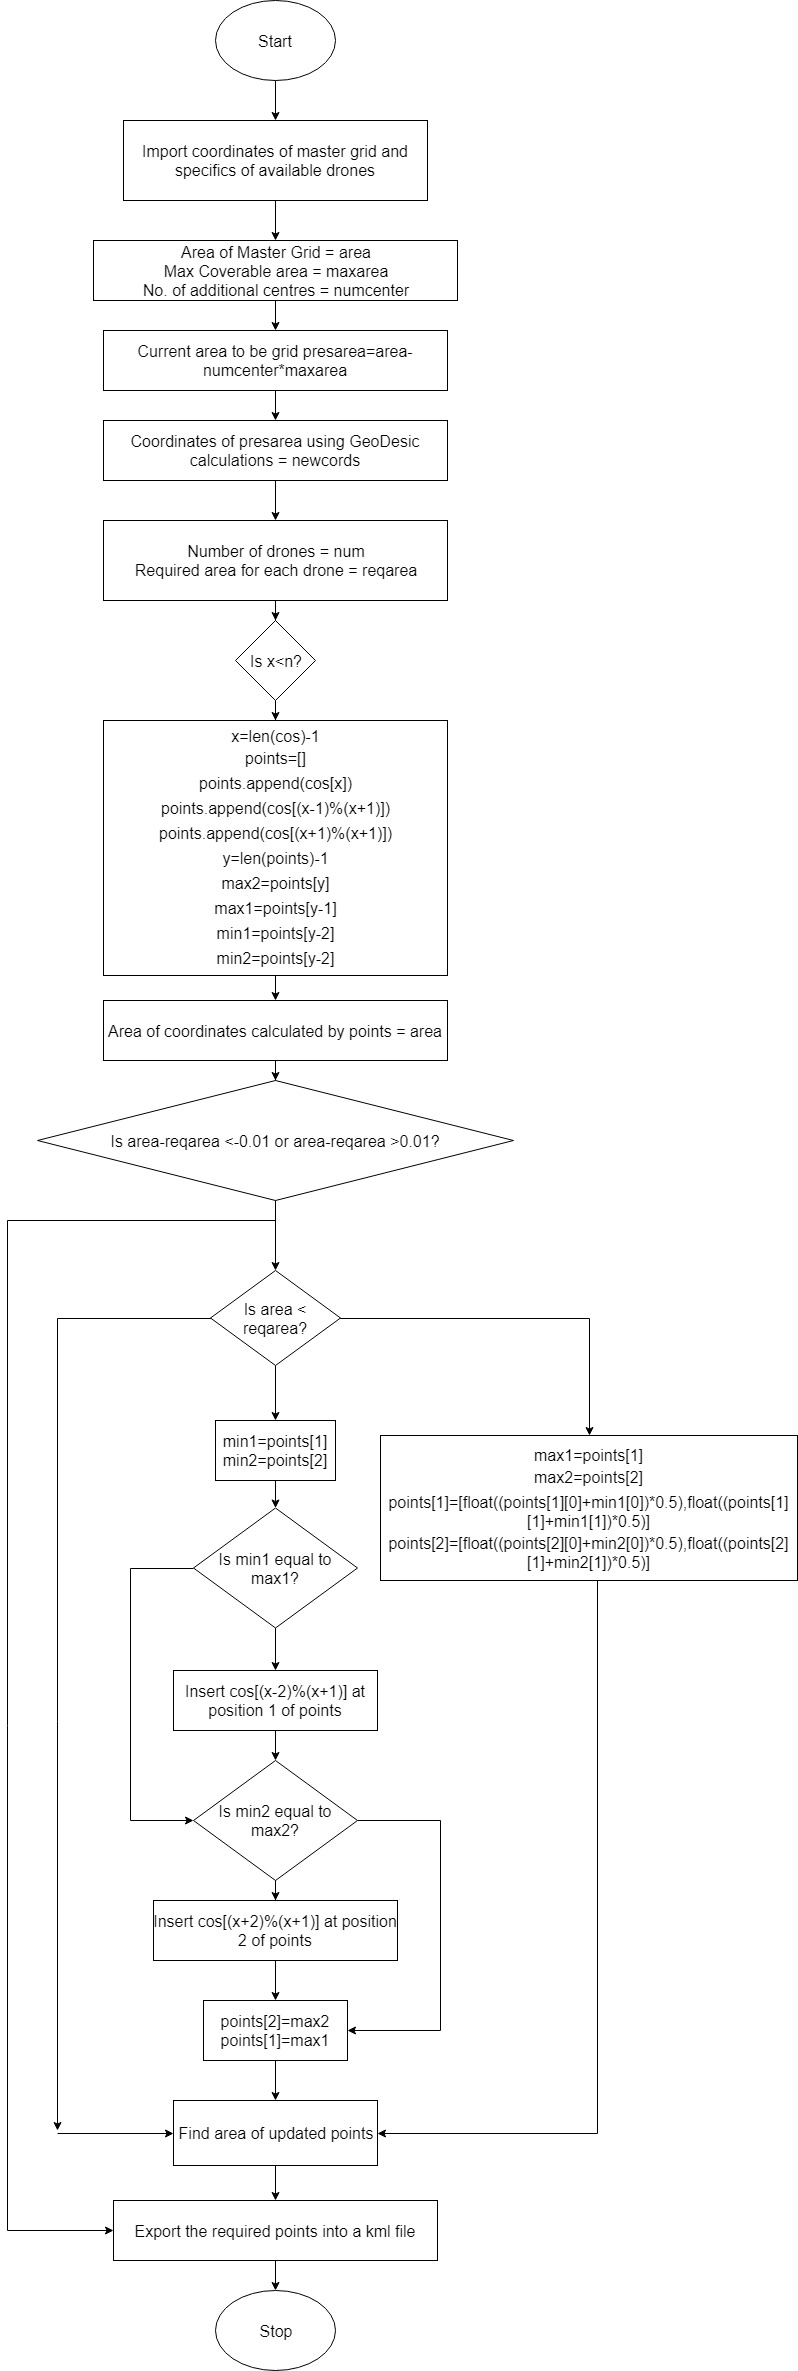 Start
Import coordinates of master grid and
specifics of available drones
Area of Master Grid = area
Max Coverable area = maxarea
No. of additional centres = numcenter
Current area to be grid presarea=area-
numcenter*maxarea
Coordinates of presarea using GeoDesic
calculations = newcords
Number of drones = num
Required area for each drone = reqarea
Is x<n?
x=len(cos)-1
points=[]
points.append(cos[x])
points.append(cos[(x-1)%(x+1)])
points.append(cos[(x+1)%(x+1)])
y=len(points)-1
max2=points[y]
max1=points[y-1]
min1=points[y-2]
min2=points[y-2]
Area of coordinates calculated by points = area
Is area-reqarea <-0.01 or area-reqarea >0.01?
Is area <
reqarea?
min1=points[1]
min2=points[2]
max1=points[1]
max2=points[2]
points[1]=[float((points[1][0]+min1[0])*0.5),float((points[1]
[1]+min1[1])*0.5)]
points[2]=[float((points[2][0]+min2[0])*0.5),float((points[2]
[1]+min2[1])*0.5)]
Is min1 equal to
max1?
Insert cos[(x-2)%(x+1)] at
position 1 of points
Is min2 equal to
max2?
Insert cos[(x+2)%(x+1)] at position
2 of points
points[2]=max2
points[1]=max1
Find area of updated points
Export the required points into a kml file
Stop